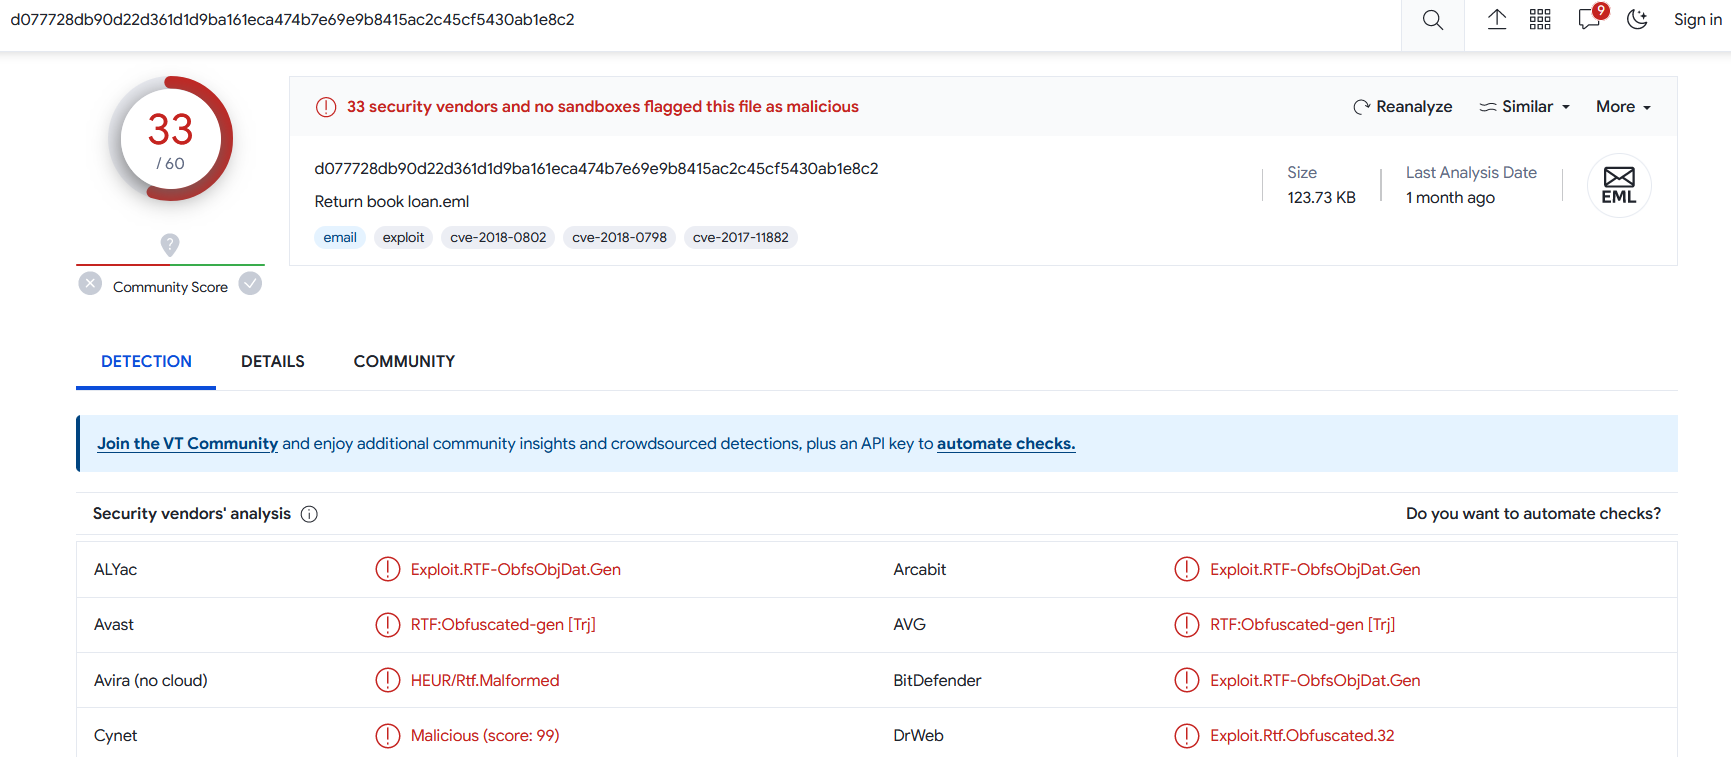 d077728db90d22d361d1d9ba161eca474b7e69e9b8415ac2c45cf5430ab1e8c2
9
Sign in
33
/ 60
Community Score
33 security vendors and no sandboxes flagged this file as malicious
Reanalyze
Similar
More
d077728db90d22d361d1d9ba161eca474b7e69e9b8415ac2c45cf5430ab1e8c2
Return book loan.eml
email
exploit
cve-2018-0802
cve-2018-0798
cve-2017-11882
Size
123.73 KB
Last Analysis Date
1 month ago
EML
DETECTION
DETAILS
COMMUNITY
Join the VT Community and enjoy additional community insights and crowdsourced detections, plus an API key to automate checks.
Security vendors' analysis
Do you want to automate checks?
ALYac
Exploit.RTF-ObfsObjDat.Gen
Arcabit
Exploit.RTF-ObfsObjDat.Gen
Avast
RTF:Obfuscated-gen [Trj]
AVG
RTF:Obfuscated-gen [Trj]
Avira (no cloud)
HEUR/Rtf.Malformed
BitDefender
Exploit.RTF-ObfsObjDat.Gen
Cynet
Malicious (score: 99)
DrWeb
Exploit.Rtf.Obfuscated.32